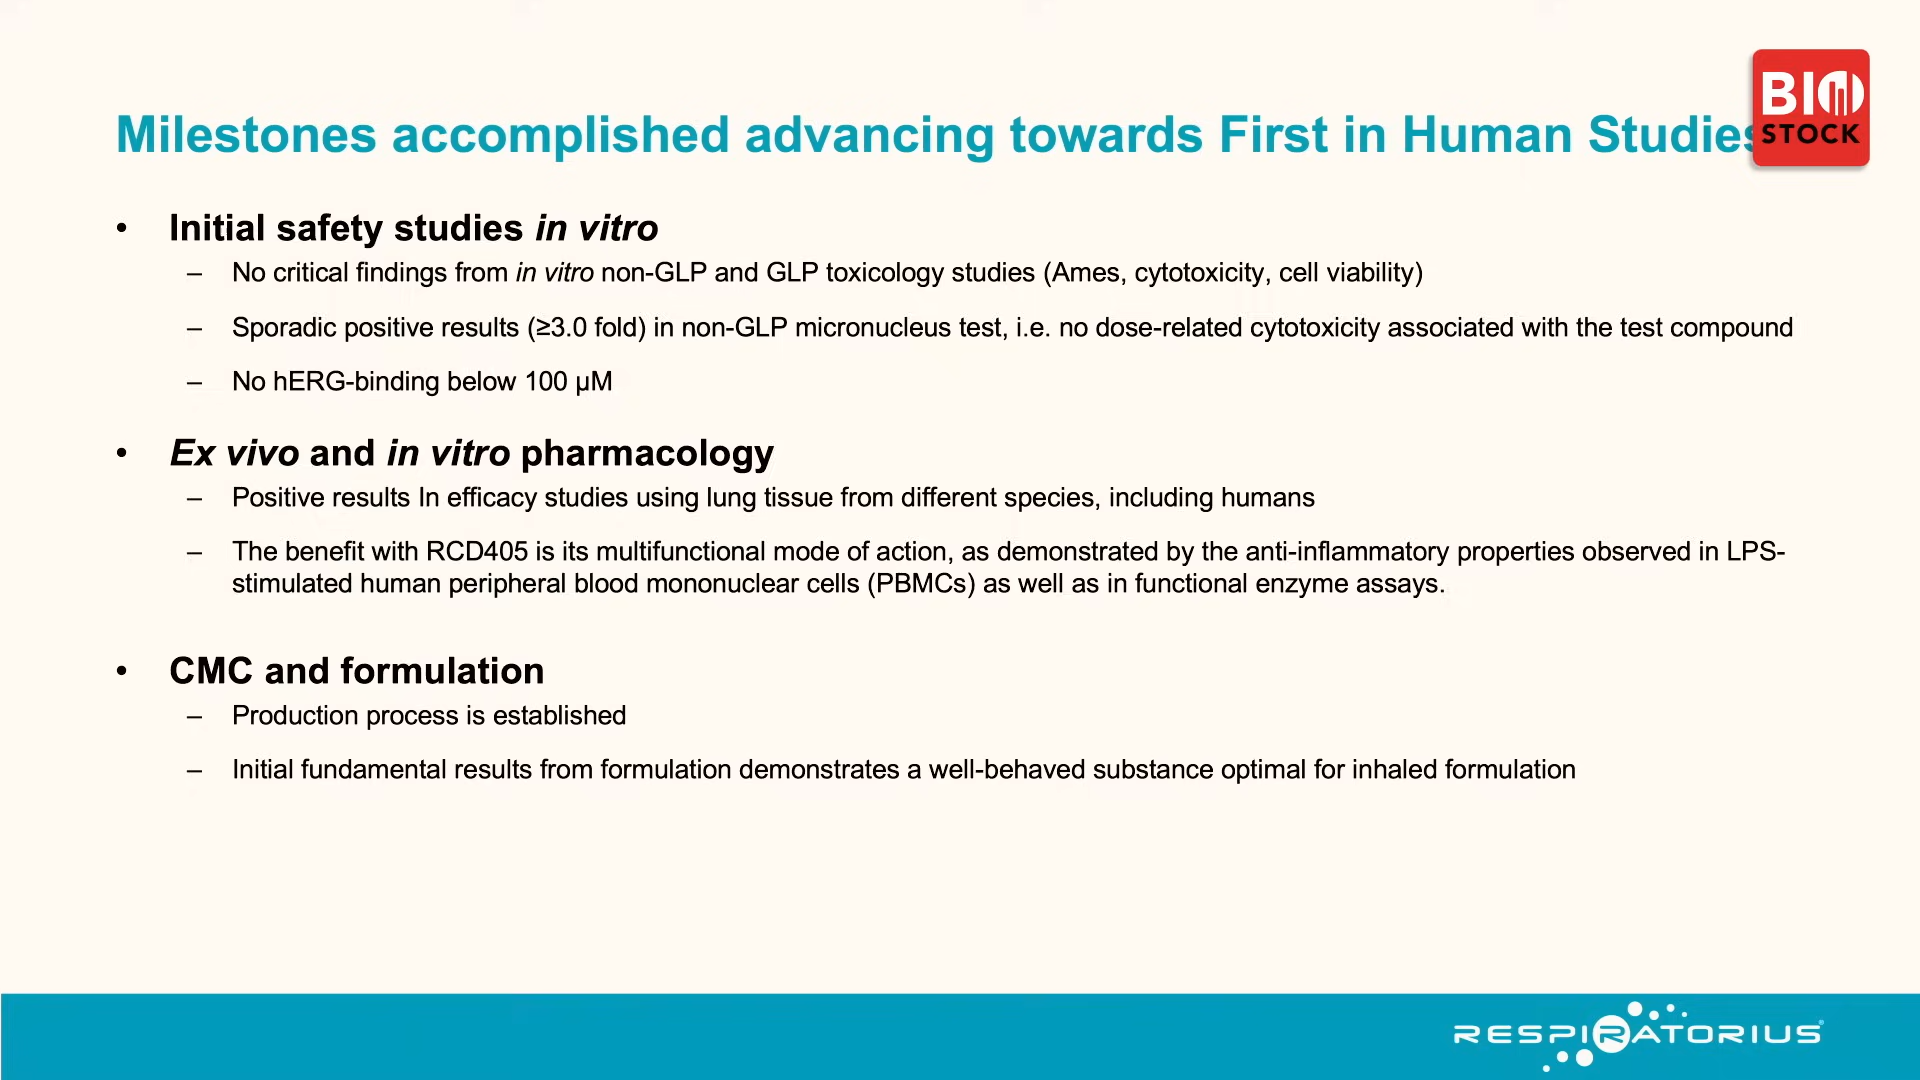 BIO
STOCK
Milestones accomplished advancing towards First in Human Studies
• Initial safety studies in vitro
– No critical findings from in vitro non-GLP and GLP toxicology studies (Ames, cytotoxicity, cell viability)
– Sporadic positive results (≥3.0 fold) in non-GLP micronucleus test, i.e. no dose-related cytotoxicity associated with the test compound
– No hERG-binding below 100 µM
• Ex vivo and in vitro pharmacology
– Positive results In efficacy studies using lung tissue from different species, including humans
– The benefit with RCD405 is its multifunctional mode of action, as demonstrated by the anti-inflammatory properties observed in LPS-
stimulated human peripheral blood mononuclear cells (PBMCs) as well as in functional enzyme assays.
• CMC and formulation
– Production process is established
– Initial fundamental results from formulation demonstrates a well-behaved substance optimal for inhaled formulation
RESPIRATORIUS